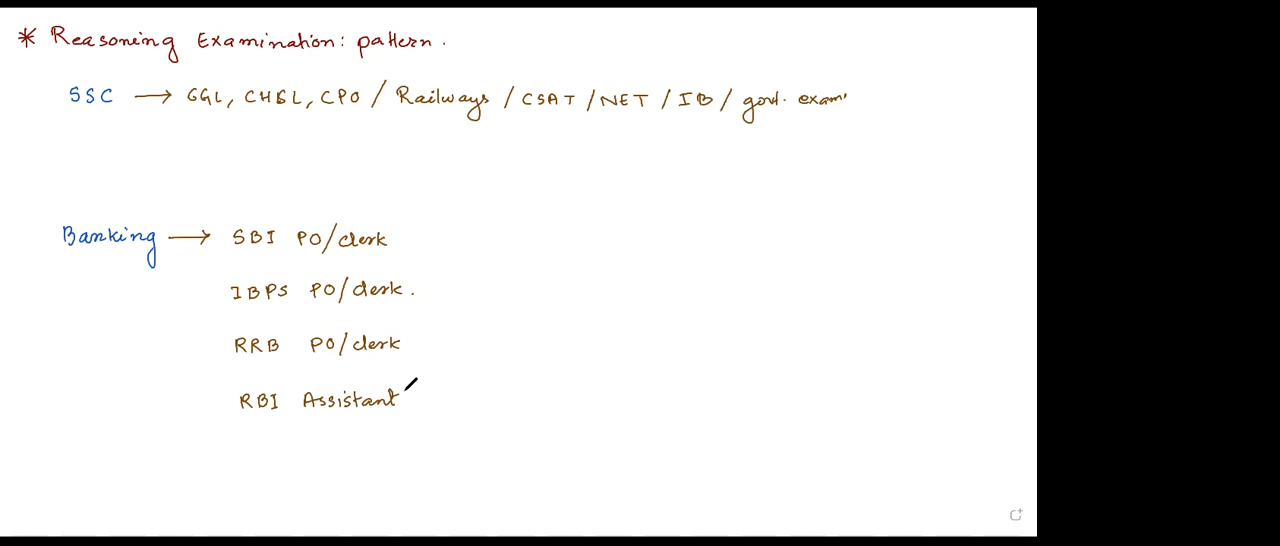 * Reasoning Examination: pattern.
SSC → CGL, CHSL, CPO / Railways / CSAT / NET / IB / govt. exam.
Banking → SBI PO/clerk
IBPS PO/clerk.
RRB PO/clerk
RBI Assistant